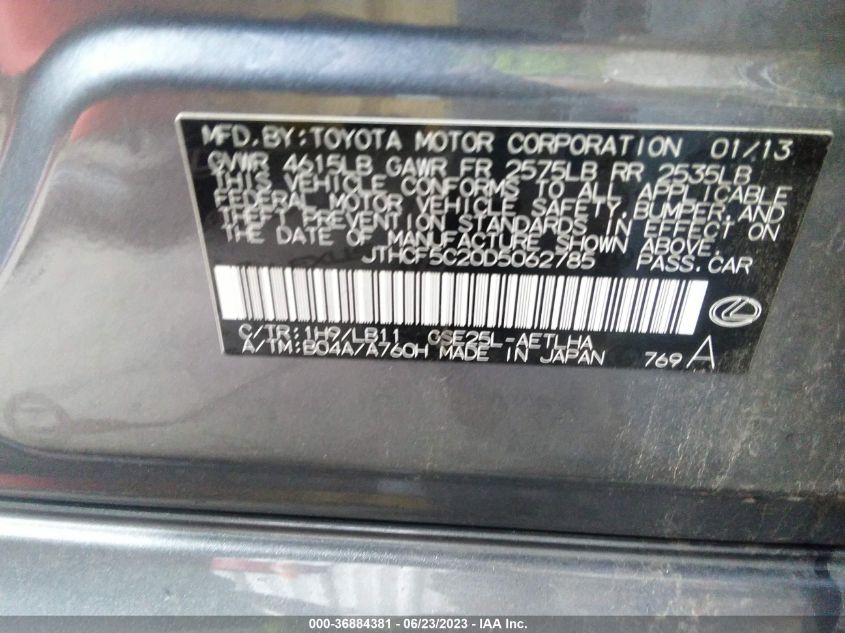 MFD.BY:TOYOTA MOTOR CORPORATION 01/13
GVWR 4615LB GAWR FR 2575LB RR 2535LB
THIS VEHICLE CONFORMS TO ALL APPLICABLE
FEDERAL MOTOR VEHICLE SAFETY,BUMPER,AND
THEFT PREVENTION STANDARDS IN EFFECT ON
THE DATE OF MANUFACTURE SHOWN ABOVE.
JTHCF5C20D5062785 PASS.CAR
C/TR:1H9/LB11 GSE25L-AETLHA
A/TM:B04A/A760H MADE IN JAPAN 769 A
000-36884381 - 06/23/2023 - IAA Inc.